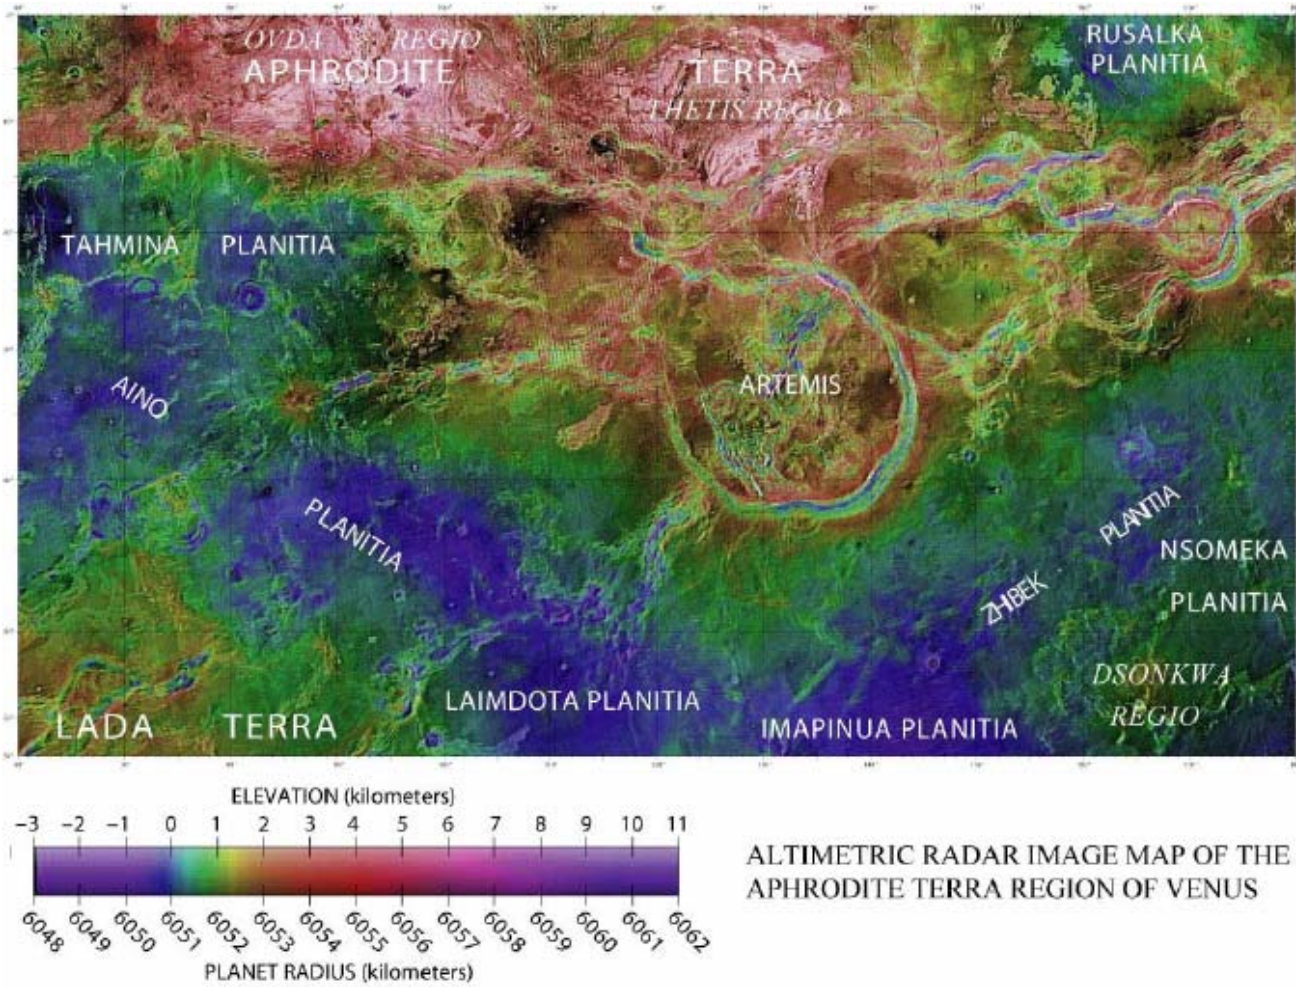 OVDA REGIO
APHRODITE TERRA
THETIS REGIO
RUSALKA
PLANITIA
TAHMINA PLANITIA
AINO
PLANITIA
ARTEMIS
PLANITIA
ZHIBEK
NSOMEKA
PLANITIA
DSONKWA
REGIO
LAIMDOTA PLANITIA
IMAPINUA PLANITIA
LADA TERRA
ELEVATION (kilometers)
−3 −2 −1 0 1 2 3 4 5 6 7 8 9 10 11
6048 6049 6050 6051 6052 6053 6054 6055 6056 6057 6058 6059 6060 6061 6062
PLANET RADIUS (kilometers)
ALTIMETRIC RADAR IMAGE MAP OF THE
APHRODITE TERRA REGION OF VENUS